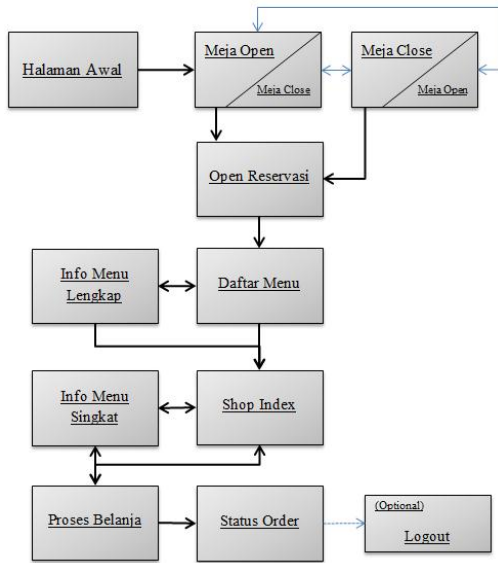 Halaman Awal
Meja Open
Meja Close
Meja Close
Meja Open
Open Reservasi
Info Menu
Lengkap
Daftar Menu
Info Menu
Singkat
Shop Index
Proses Belanja
Status Order
(Optional)
Logout